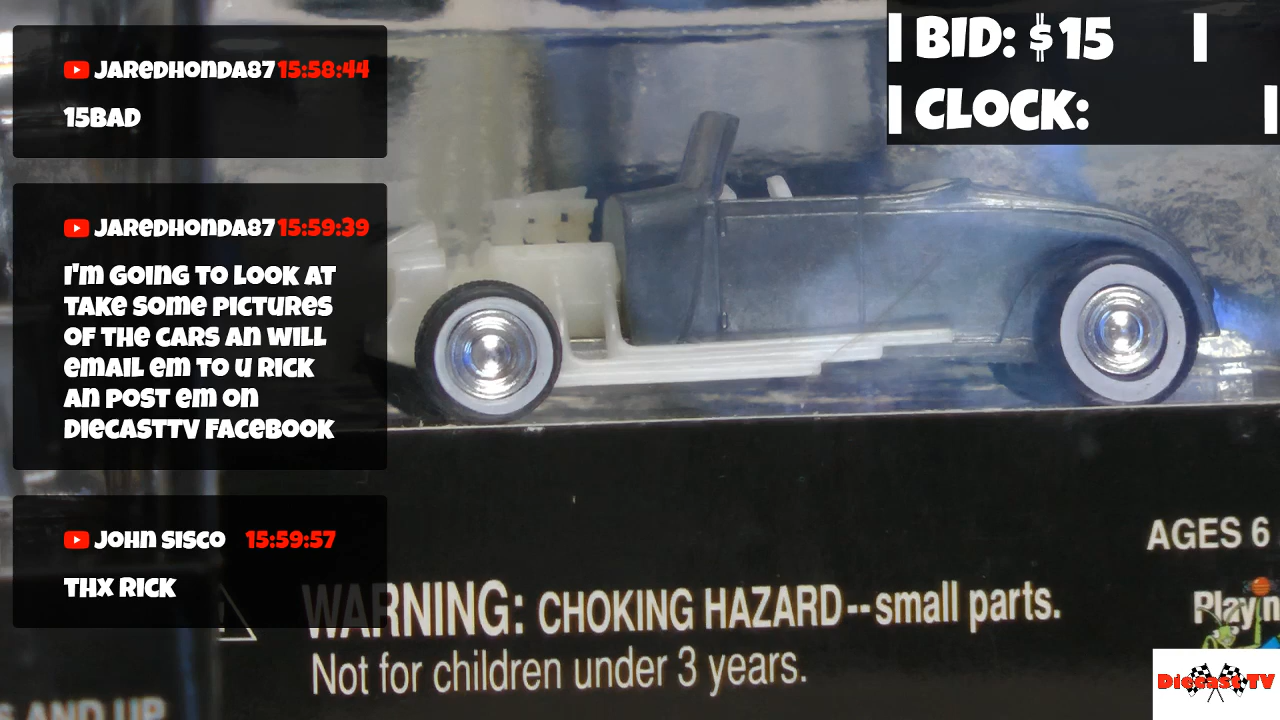 JaredHonda87 15:58:44
15BAD
JaredHonda87 15:59:39
I'm going to look at
take some pictures
of the cars an will
email em to u Rick
an post em on
DiecastTV Facebook
John Sisco 15:59:57
Thx Rick
| BID: $15 |
| CLOCK: |
AGES 6
WARNING: CHOKING HAZARD--small parts.
Not for children under 3 years.
AND UP
Diecast TV